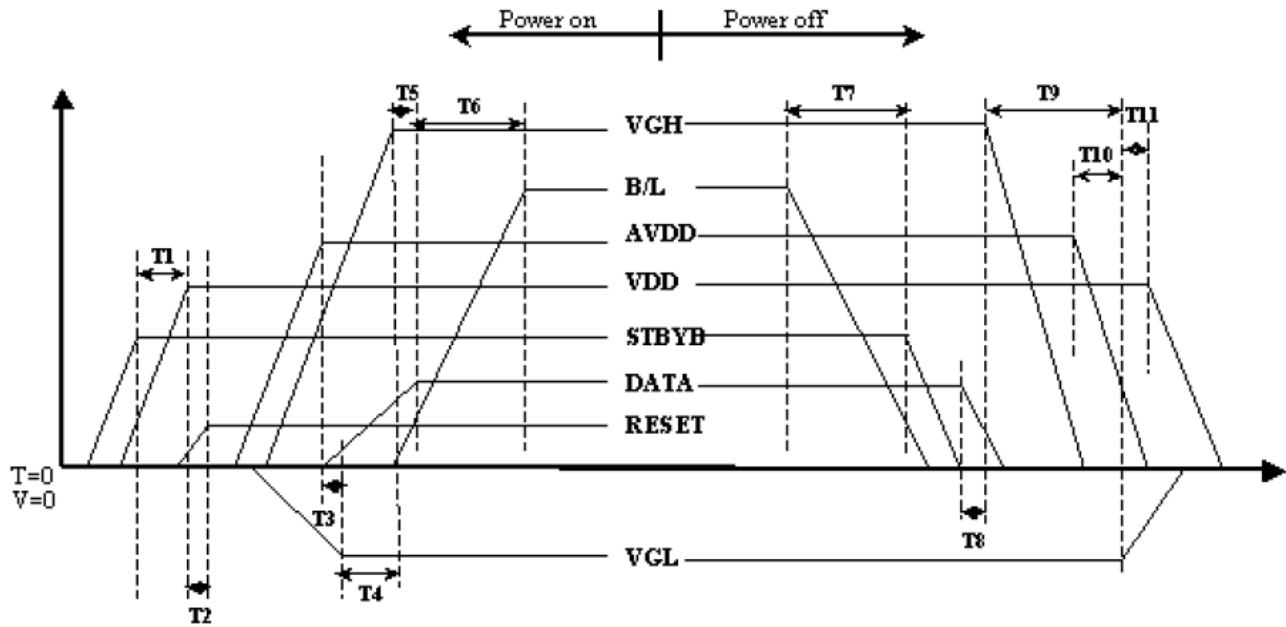 Power on
Power off
T5
T6
T7
T9
T11
VGH
T10
B/L
AVDD
T1
VDD
STBYB
DATA
RESET
T=0
V=0
T3
T8
VGL
T4
T2